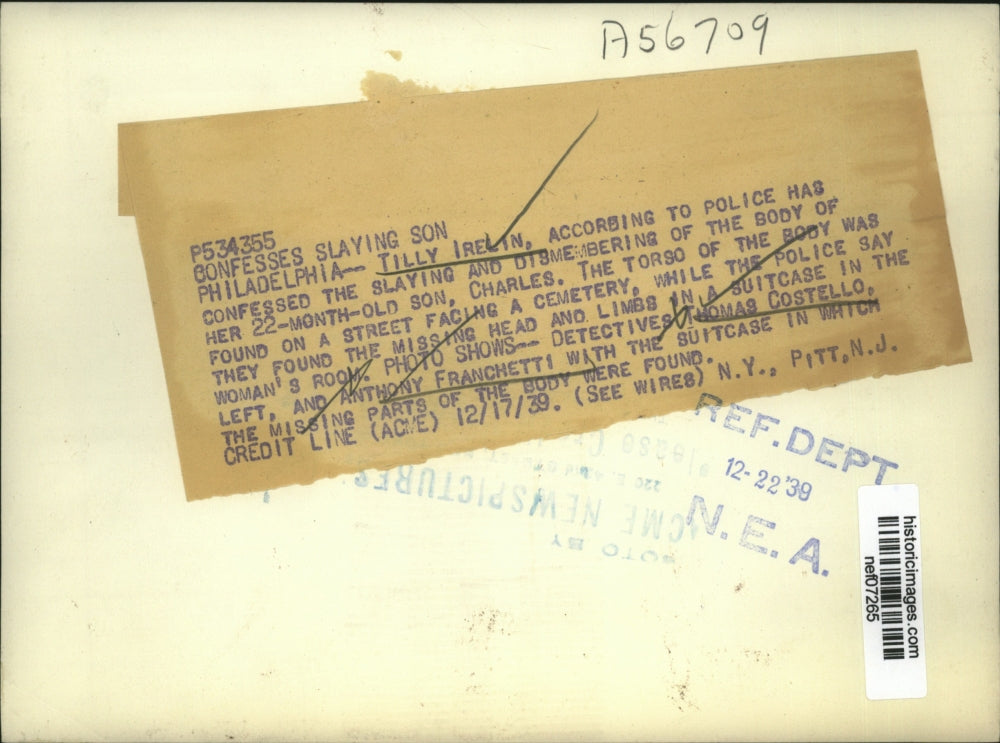 A56709
P534355
CONFESSES SLAYING SON
PHILADELPHIA-- TILLY IRELIN, ACCORDING TO POLICE HAS
CONFESSED THE SLAYING AND DISMEMBERING OF THE BODY OF
HER 22-MONTH-OLD SON, CHARLES. THE TORSO OF THE BODY WAS
FOUND ON A STREET FACING A CEMETERY, WHILE THE POLICE SAY
THEY FOUND THE MISSING HEAD AND LIMBS IN A SUITCASE IN THE
WOMAN'S ROOM. PHOTO SHOWS-- DETECTIVES THOMAS COSTELLO,
LEFT, AND ANTHONY FRANCHETTI WITH THE SUITCASE IN WHICH
THE MISSING PARTS OF THE BODY WERE FOUND.
CREDIT LINE (ACME) 12/17/39. (SEE WIRES) N.Y., PITT, N.J.
REF. DEPT
12-22'39
N. E. A.
ACME NEWSPICTURES
OTO BY
historicimages.com
nef07265